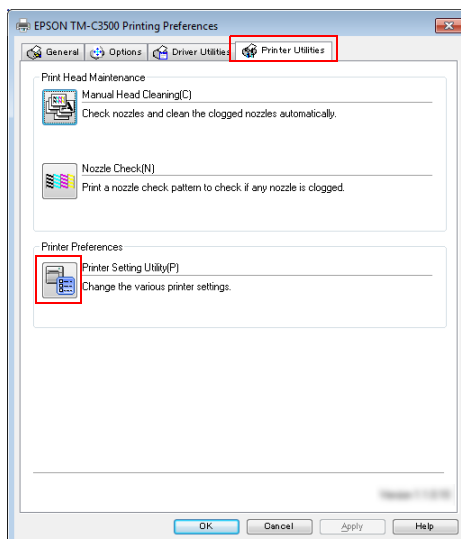 EPSON TM-C3500 Printing Preferences
General Options Driver Utilities Printer Utilities
Print Head Maintenance
Manual Head Cleaning(C)
Check nozzles and clean the clogged nozzles automatically.
Nozzle Check(N)
Print a nozzle check pattern to check if any nozzle is clogged.
Printer Preferences
Printer Setting Utility(P)
Change the various printer settings.
OK Cancel Apply Help